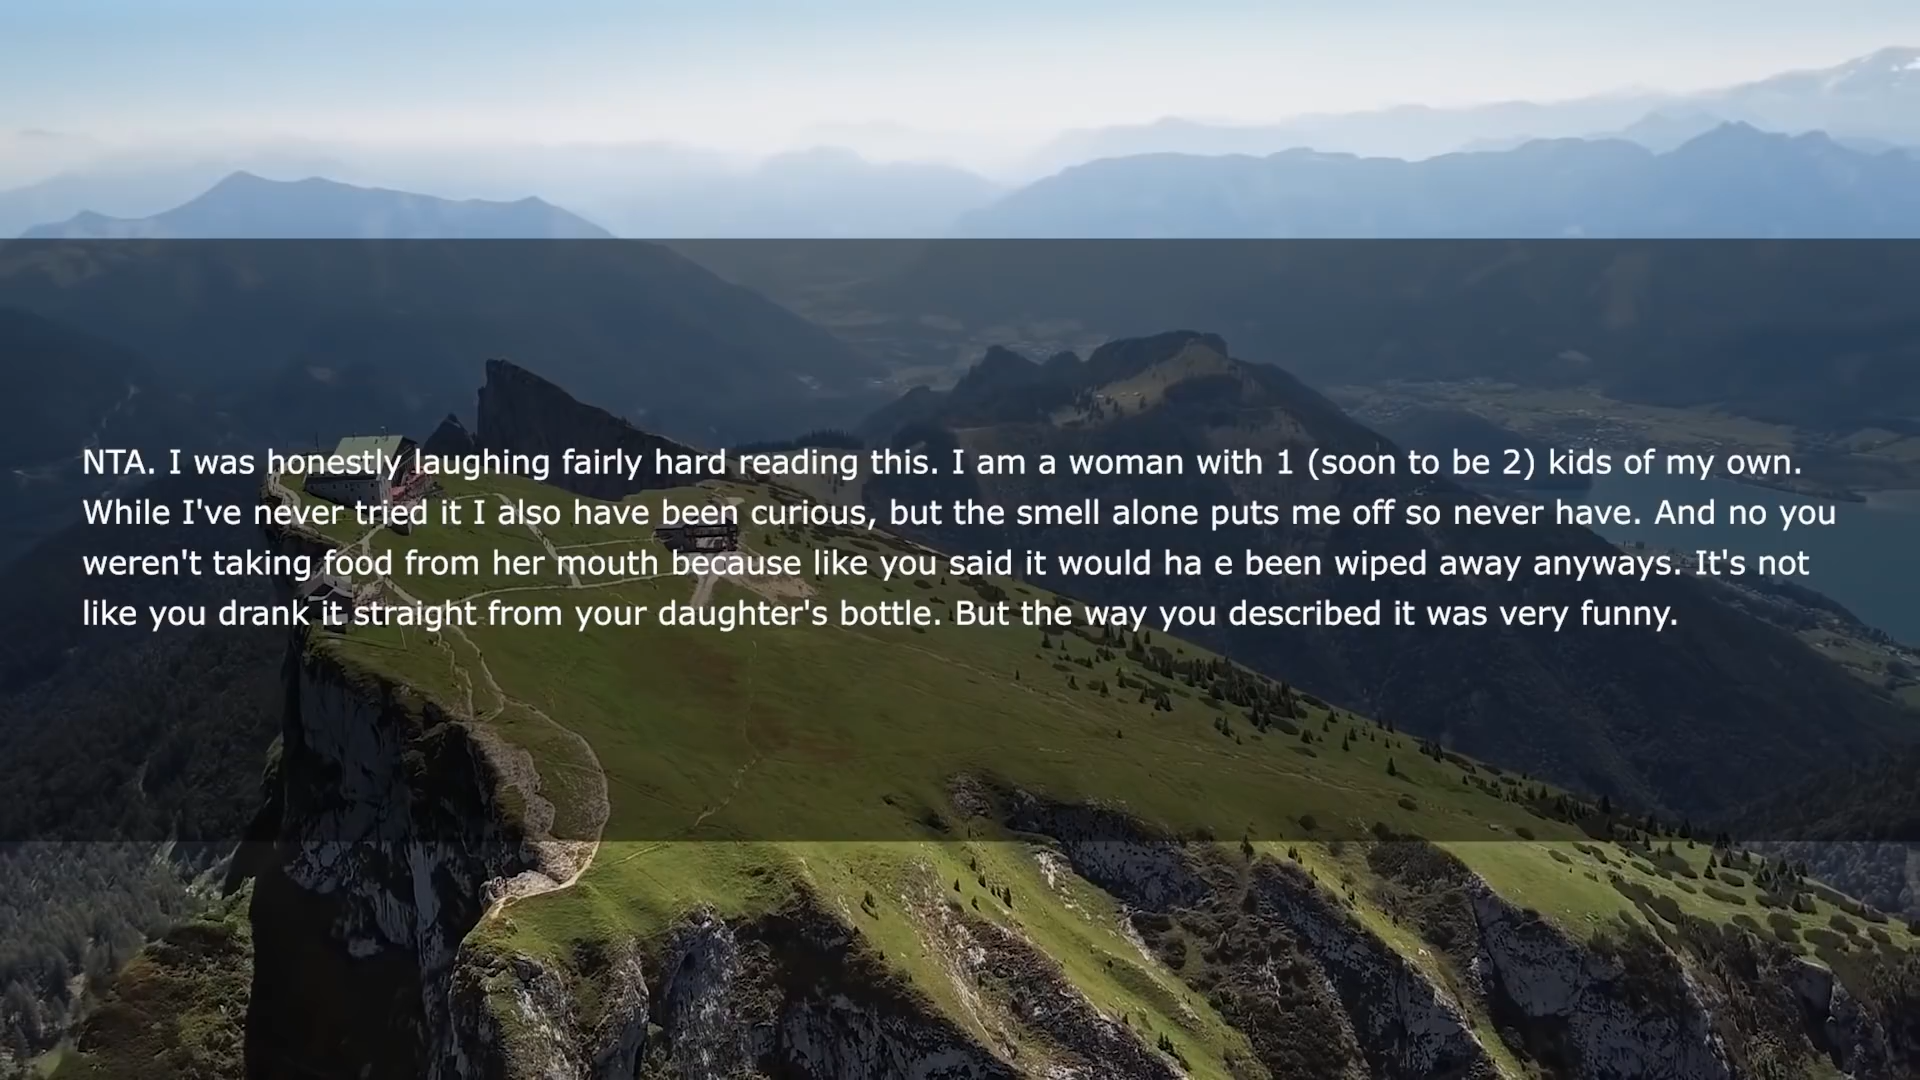 NTA. I was honestly laughing fairly hard reading this. I am a woman with 1 (soon to be 2) kids of my own.
While I've never tried it I also have been curious, but the smell alone puts me off so never have. And no you
weren't taking food from her mouth because like you said it would ha e been wiped away anyways. It's not
like you drank it straight from your daughter's bottle. But the way you described it was very funny.